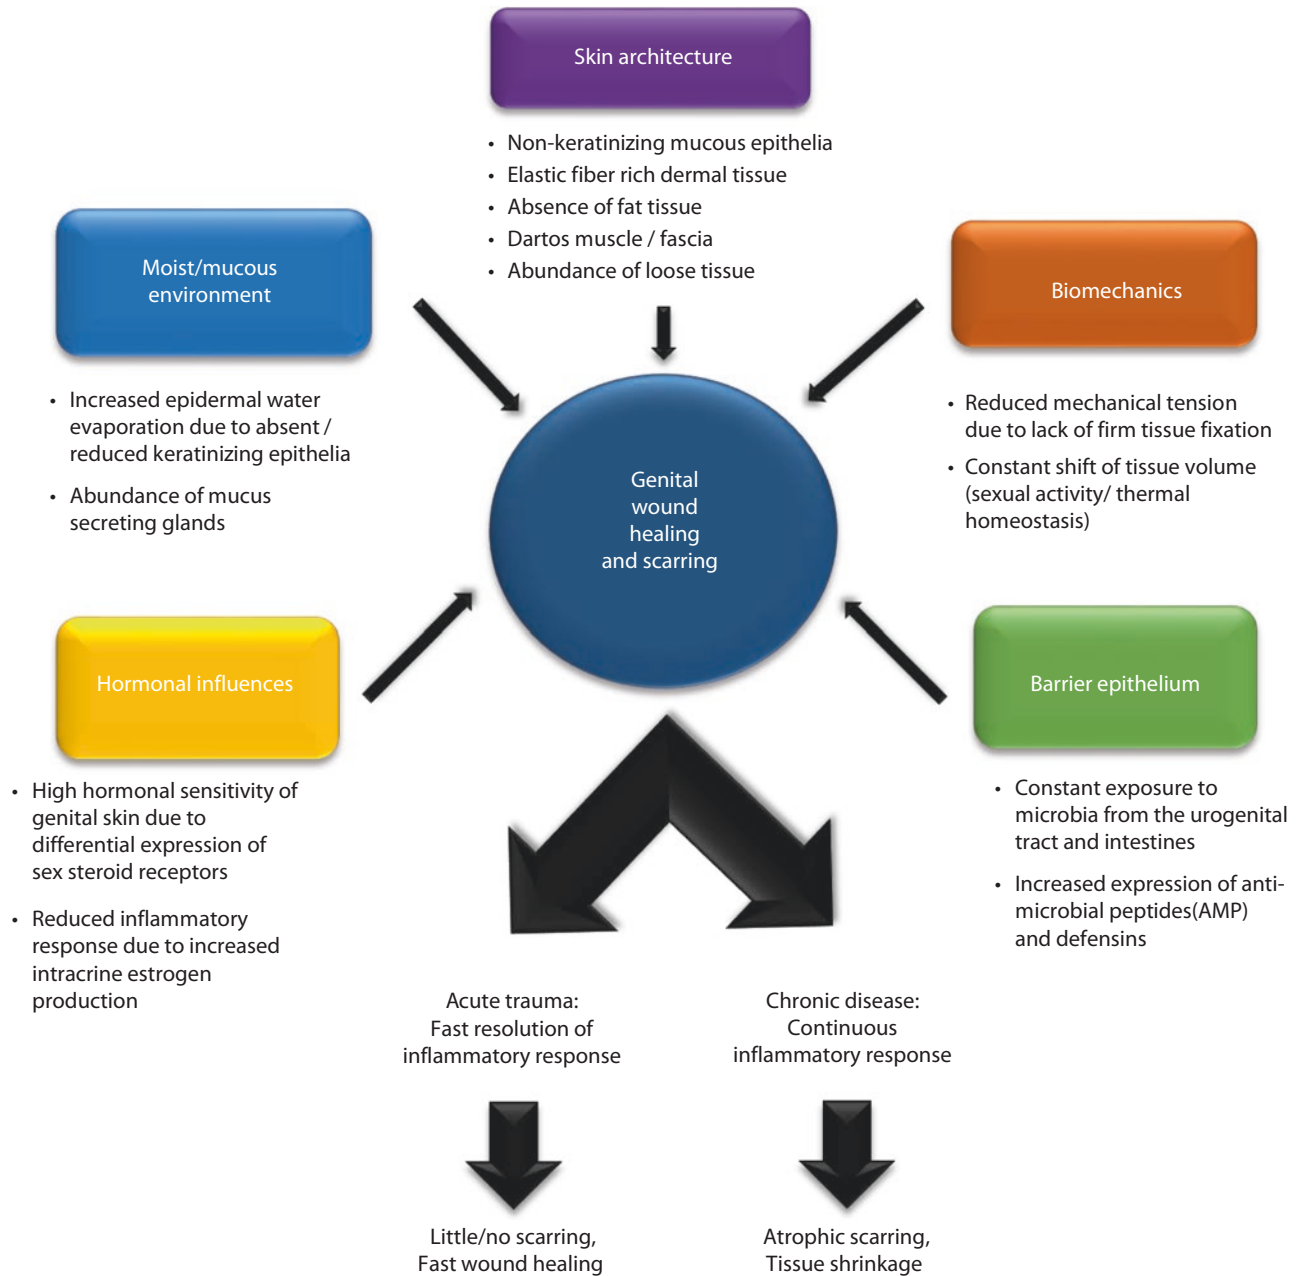 Skin architecture
• Non-keratinizing mucous epithelia
• Elastic fiber rich dermal tissue
• Absence of fat tissue
• Dartos muscle / fascia
• Abundance of loose tissue
Moist/mucous
environment
• Increased epidermal water
evaporation due to absent /
reduced keratinizing epithelia
• Abundance of mucus
secreting glands
Biomechanics
• Reduced mechanical tension
due to lack of firm tissue fixation
• Constant shift of tissue volume
(sexual activity/ thermal
homeostasis)
Genital
wound
healing
and scarring
Hormonal influences
• High hormonal sensitivity of
genital skin due to
differential expression of
sex steroid receptors
• Reduced inflammatory
response due to increased
intracrine estrogen
production
Barrier epithelium
• Constant exposure to
microbia from the urogenital
tract and intestines
• Increased expression of anti-
microbial peptides(AMP)
and defensins
Acute trauma:
Fast resolution of
inflammatory response
Chronic disease:
Continuous
inflammatory response
Little/no scarring,
Fast wound healing
Atrophic scarring,
Tissue shrinkage